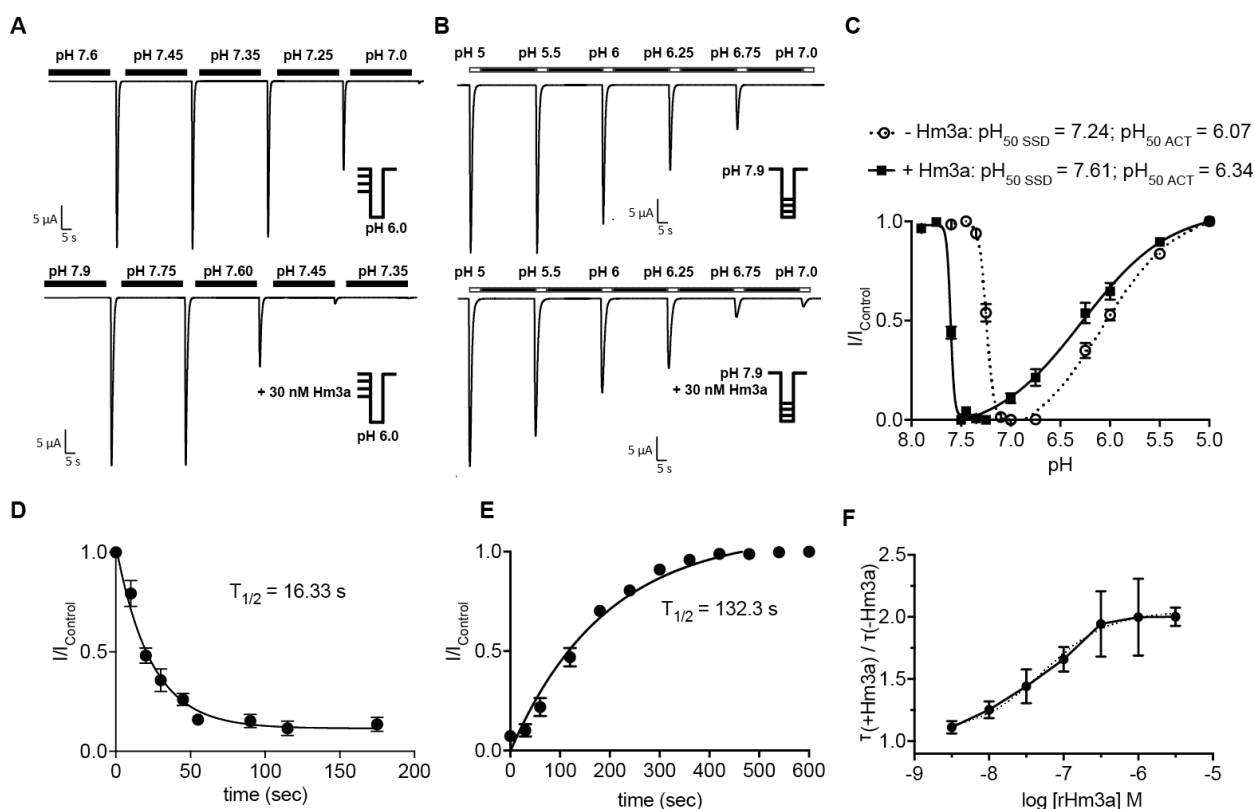 A
pH 7.6 pH 7.45 pH 7.35 pH 7.25 pH 7.0
5 µA
5 s
pH 6.0
pH 7.9 pH 7.75 pH 7.60 pH 7.45 pH 7.35
+ 30 nM Hm3a
5 µA
5 s
pH 6.0
B
pH 5 pH 5.5 pH 6 pH 6.25 pH 6.75 pH 7.0
pH 7.9
5 µA
5 s
pH 5 pH 5.5 pH 6 pH 6.25 pH 6.75 pH 7.0
pH 7.9
+ 30 nM Hm3a
5 µA
5 s
C
- Hm3a: pH50 SSD = 7.24; pH50 ACT = 6.07
+ Hm3a: pH50 SSD = 7.61; pH50 ACT = 6.34
I/IControl
1.0
0.5
0.0
8.0 7.5 7.0 6.5 6.0 5.5 5.0
pH
D
I/IControl
1.0
0.5
0.0
T1/2 = 16.33 s
0 50 100 150 200
time (sec)
E
I/IControl
1.0
0.5
0.0
T1/2 = 132.3 s
0 100 200 300 400 500 600
time (sec)
F
τ(+Hm3a) / τ(-Hm3a)
2.5
2.0
1.5
1.0
-9 -8 -7 -6 -5
log [rHm3a] M